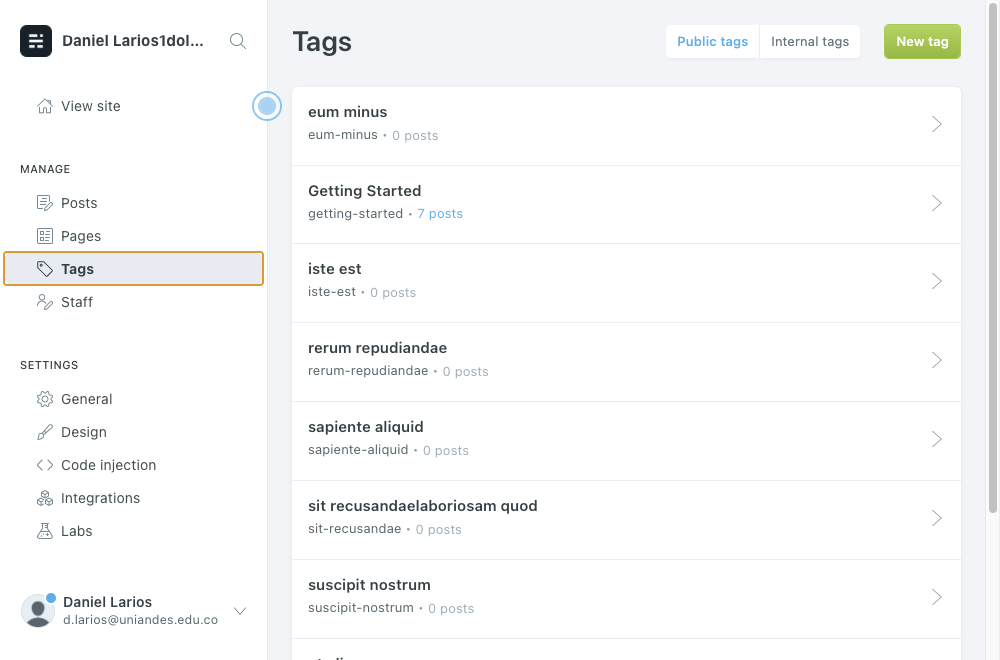 Daniel Larios1dol...
View site
MANAGE
Posts
Pages
Tags
Staff
SETTINGS
General
Design
Code injection
Integrations
Labs
Daniel Larios
d.larios@uniandes.edu.co
Tags
Public tags
Internal tags
New tag
eum minus
eum-minus • 0 posts
Getting Started
getting-started • 7 posts
iste est
iste-est • 0 posts
rerum repudiandae
rerum-repudiandae • 0 posts
sapiente aliquid
sapiente-aliquid • 0 posts
sit recusandaelaboriosam quod
sit-recusandae • 0 posts
suscipit nostrum
suscipit-nostrum • 0 posts